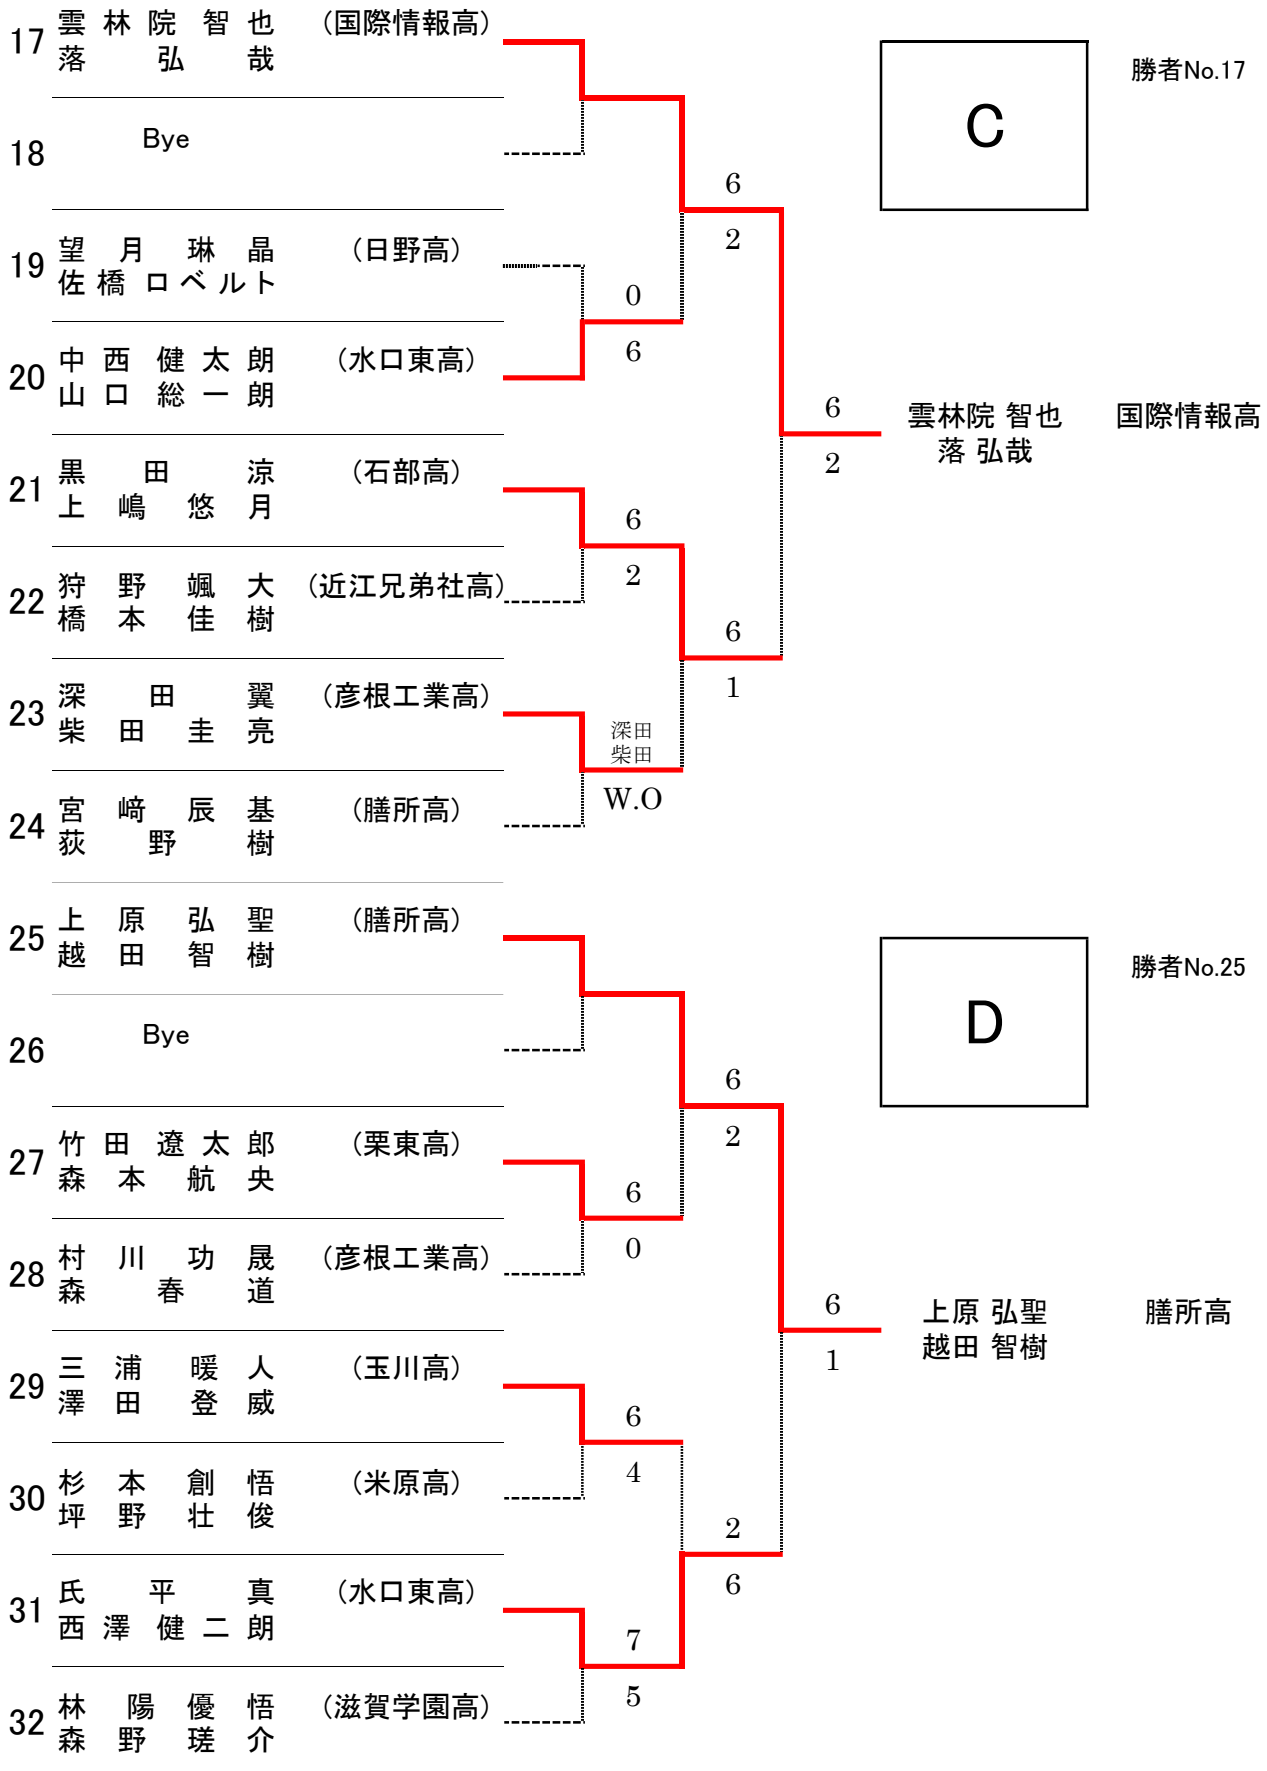 17 雲林院智也 （国際情報高）
落弘哉
18 Bye
19 望月琳晶 （日野高）
佐橋ロベルト
20 中西健太朗 （水口東高）
山口総一朗
21 黒田涼 （石部高）
上嶋悠月
22 狩野颯大 （近江兄弟社高）
橋本佳樹
23 深田翼 （彦根工業高）
柴田圭亮
24 宮﨑辰基 （膳所高）
荻野樹
25 上原弘聖 （膳所高）
越田智樹
26 Bye
27 竹田遼太郎 （栗東高）
森本航央
28 村川功晟 （彦根工業高）
森春道
29 三浦暖人 （玉川高）
澤田登威
30 杉本創悟 （米原高）
坪野壮俊
31 氏平真 （水口東高）
西澤健二朗
32 林陽優悟 （滋賀学園高）
森野瑳介
0
6
6
2
深田
柴田
W.O
6
0
6
4
7
5
6
2
6
1
6
2
2
6
6
2
6
1
C
勝者No.17
雲林院 智也 国際情報高
落 弘哉
D
勝者No.25
上原 弘聖 膳所高
越田 智樹